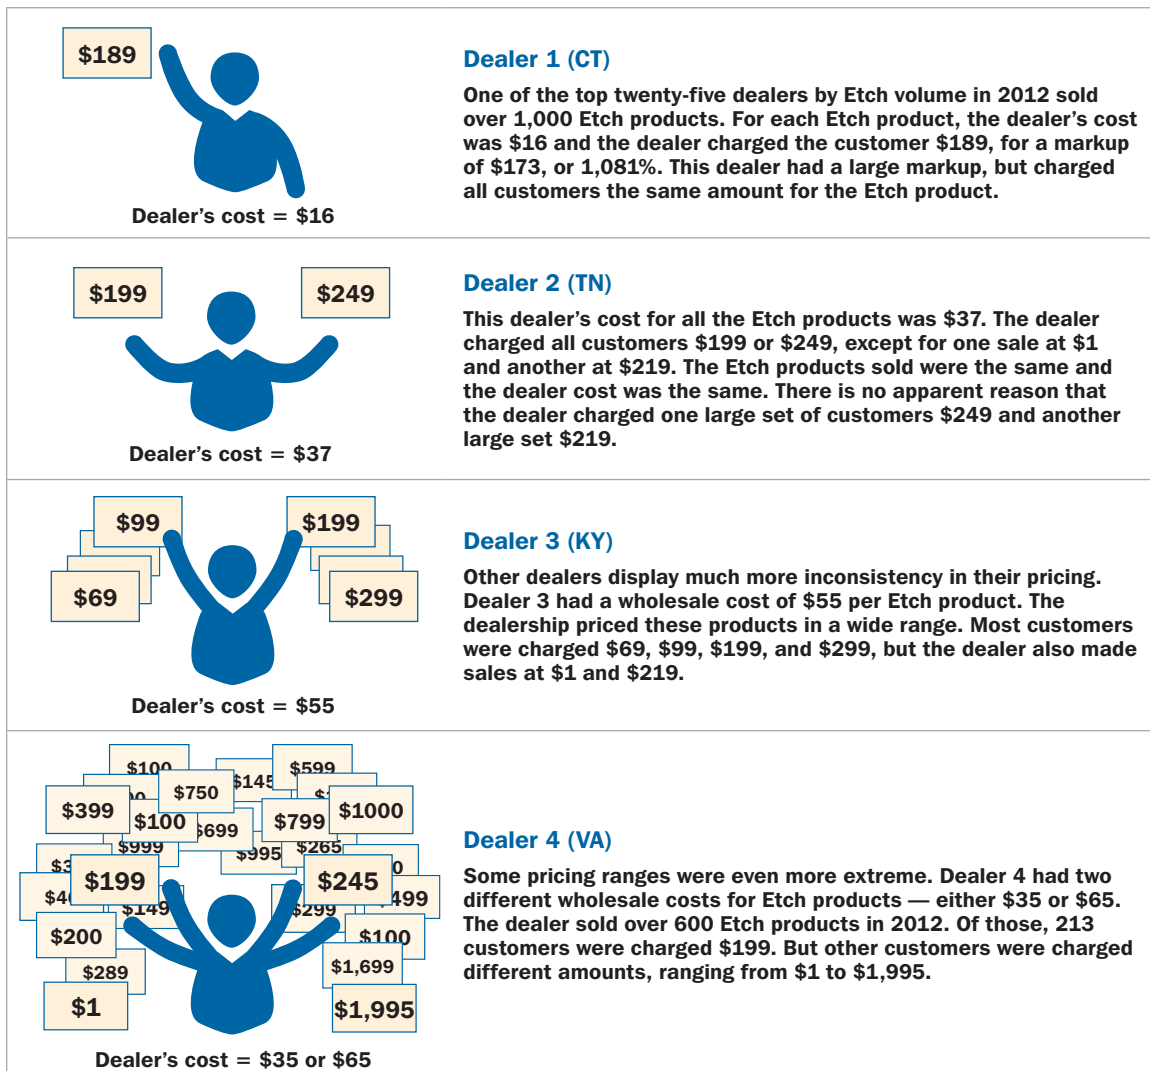 $189
Dealer's cost = $16
Dealer 1 (CT)
One of the top twenty-five dealers by Etch volume in 2012 sold
over 1,000 Etch products. For each Etch product, the dealer's cost
was $16 and the dealer charged the customer $189, for a markup
of $173, or 1,081%. This dealer had a large markup, but charged
all customers the same amount for the Etch product.
$199
$249
Dealer's cost = $37
Dealer 2 (TN)
This dealer's cost for all the Etch products was $37. The dealer
charged all customers $199 or $249, except for one sale at $1
and another at $219. The Etch products sold were the same and
the dealer cost was the same. There is no apparent reason that
the dealer charged one large set of customers $249 and another
large set $219.
$99
$199
$69
$299
Dealer's cost = $55
Dealer 3 (KY)
Other dealers display much more inconsistency in their pricing.
Dealer 3 had a wholesale cost of $55 per Etch product. The
dealership priced these products in a wide range. Most customers
were charged $69, $99, $199, and $299, but the dealer also made
sales at $1 and $219.
$100
$145
$599
$750
$399
$1000
$100
$699
$799
$999
$995
$265
$199
$245
$149
$299
$499
$200
$100
$289
$1,699
$1
$1,995
Dealer's cost = $35 or $65
Dealer 4 (VA)
Some pricing ranges were even more extreme. Dealer 4 had two
different wholesale costs for Etch products — either $35 or $65.
The dealer sold over 600 Etch products in 2012. Of those, 213
customers were charged $199. But other customers were charged
different amounts, ranging from $1 to $1,995.